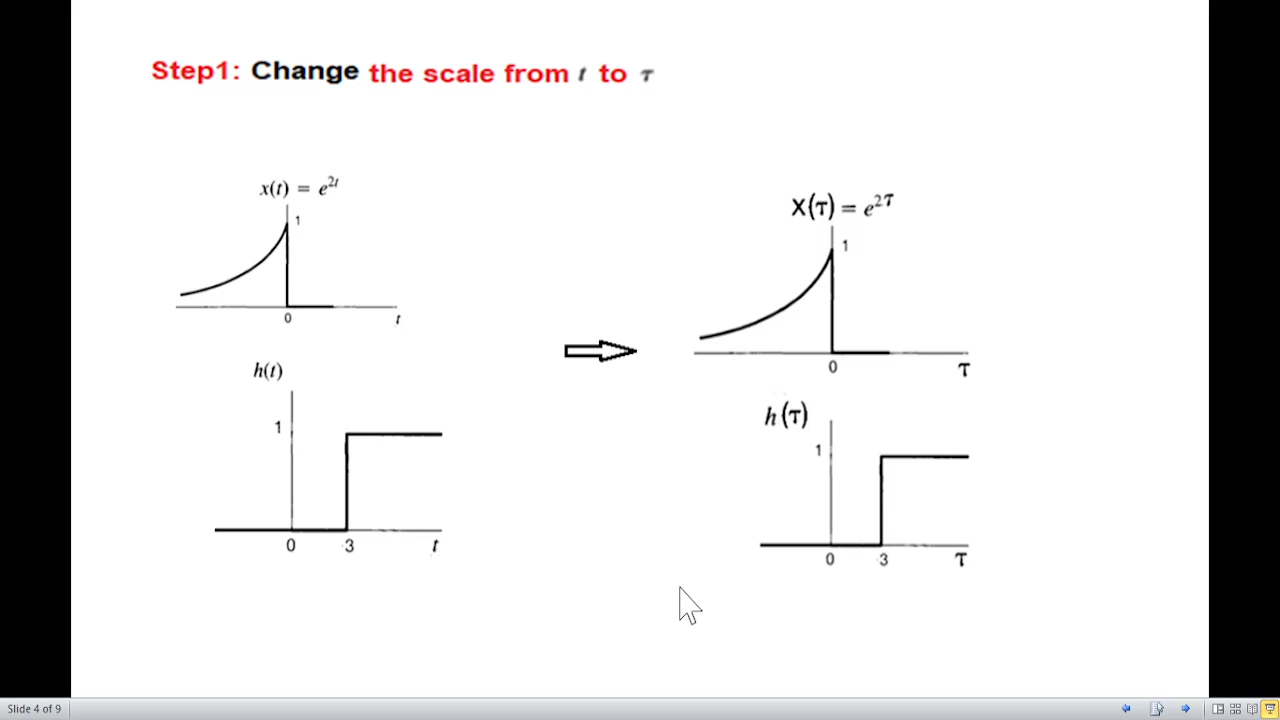 Step1: Change the scale from t to τ
x(t) = e^{2t}
1
0
t
h(t)
1
0
3
t
X(τ) = e^{2τ}
1
0
τ
h(τ)
1
0
3
τ
Slide 4 of 9